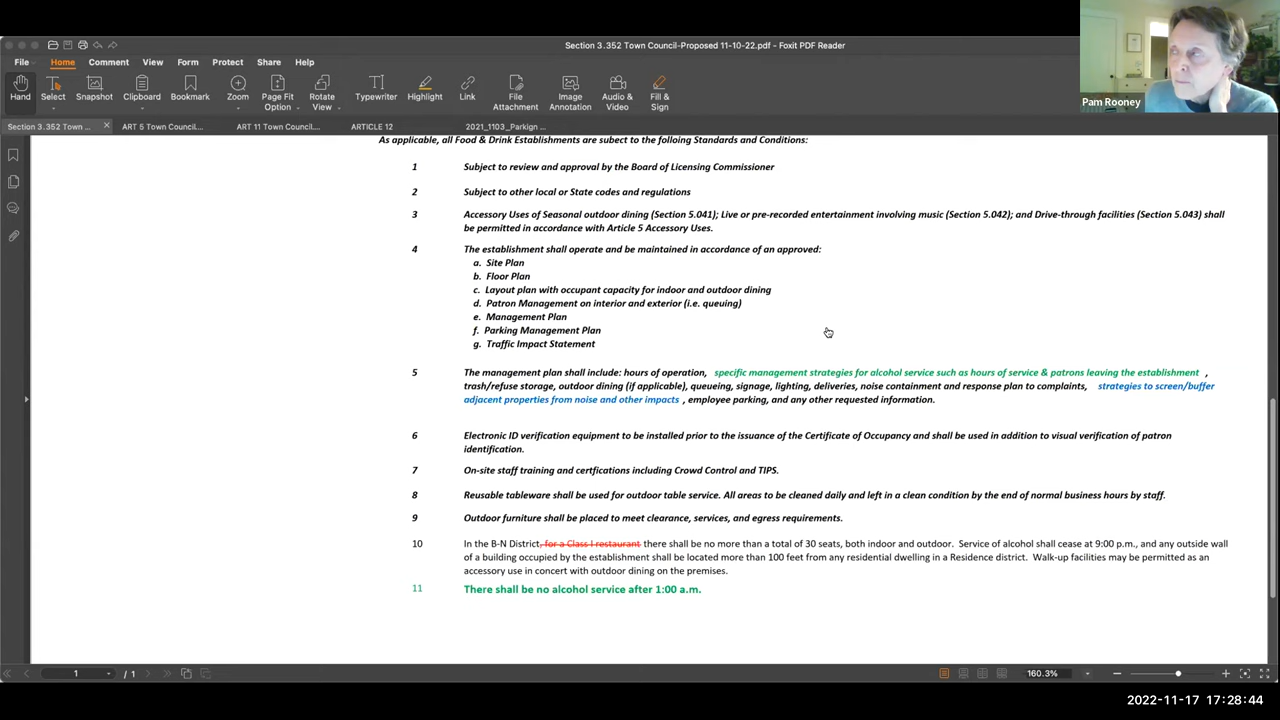 Section 3.352 Town Council-Proposed 11-10-22.pdf - Foxit PDF Reader
File Home Comment View Form Protect Share Help
Hand Select Snapshot Clipboard Bookmark Zoom Page Fit Option Rotate View Typewriter Highlight Link File Attachment Image Annotation Audio & Video Fill & Sign
Pam Rooney
Section 3.352 Town ... ART 5 Town Council.... ART 11 Town Council.... ARTICLE 12 2021_1103_Parkign ...
As applicable, all Food & Drink Establishments are subect to the folloing Standards and Conditions:
1 Subject to review and approval by the Board of Licensing Commissioner
2 Subject to other local or State codes and regulations
3 Accessory Uses of Seasonal outdoor dining (Section 5.041); Live or pre-recorded entertainment involving music (Section 5.042); and Drive-through facilities (Section 5.043) shall
be permitted in accordance with Article 5 Accessory Uses.
4 The establishment shall operate and be maintained in accordance of an approved:
a. Site Plan
b. Floor Plan
c. Layout plan with occupant capacity for indoor and outdoor dining
d. Patron Management on interior and exterior (i.e. queuing)
e. Management Plan
f. Parking Management Plan
g. Traffic Impact Statement
5 The management plan shall include: hours of operation, specific management strategies for alcohol service such as hours of service & patrons leaving the establishment ,
trash/refuse storage, outdoor dining (if applicable), queuing, signage, lighting, deliveries, noise containment and response plan to complaints, strategies to screen/buffer
adjacent properties from noise and other impacts , employee parking, and any other requested information.
6 Electronic ID verification equipment to be installed prior to the issuance of the Certificate of Occupancy and shall be used in addition to visual verification of patron
identification.
7 On-site staff training and certfications including Crowd Control and TIPS.
8 Reusable tableware shall be used for outdoor table service. All areas to be cleaned daily and left in a clean condition by the end of normal business hours by staff.
9 Outdoor furniture shall be placed to meet clearance, services, and egress requirements.
10 In the B-N District, for a Class I restaurant there shall be no more than a total of 30 seats, both indoor and outdoor. Service of alcohol shall cease at 9:00 p.m., and any outside wall
of a building occupied by the establishment shall be located more than 100 feet from any residential dwelling in a Residence district. Walk-up facilities may be permitted as an
accessory use in concert with outdoor dining on the premises.
11 There shall be no alcohol service after 1:00 a.m.
1 / 1 160.3%
2022-11-17 17:28:44